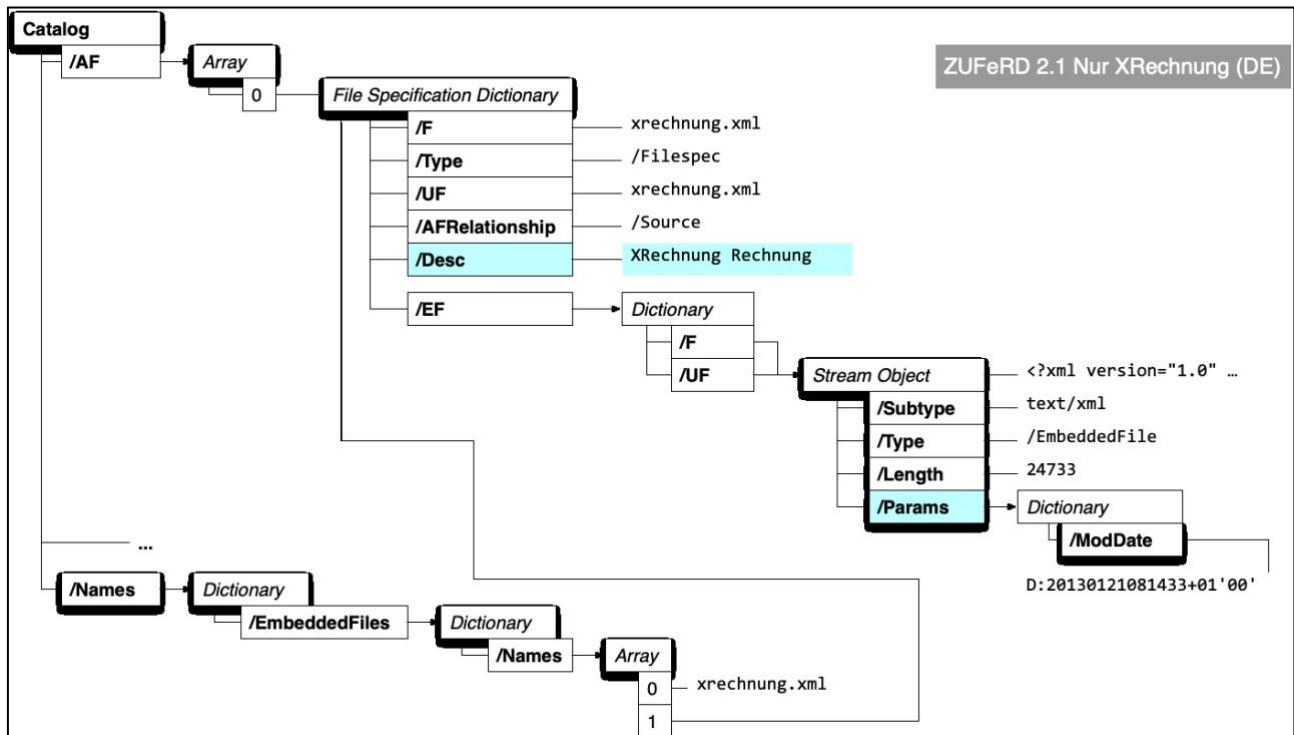 Catalog
/AF
Array
0
ZUFeRD 2.1 Nur XRechnung (DE)
File Specification Dictionary
/F
xrechnung.xml
/Type
/Filespec
/UF
xrechnung.xml
/AFRelationship
/Source
/Desc
XRechnung Rechnung
/EF
Dictionary
/F
/UF
Stream Object
<?xml version="1.0" …
/Subtype
text/xml
/Type
/EmbeddedFile
/Length
24733
/Params
Dictionary
/ModDate
D:20130121081433+01'00'
...
/Names
Dictionary
/EmbeddedFiles
Dictionary
/Names
Array
0
xrechnung.xml
1